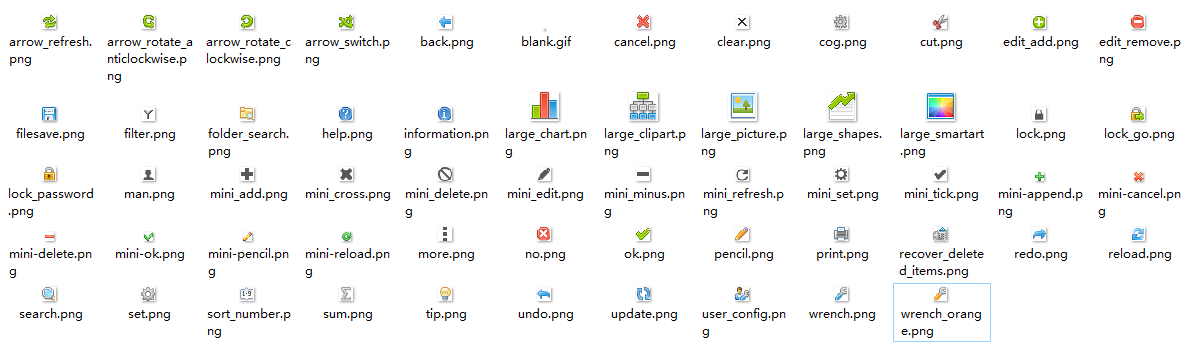 arrow_refresh.png
arrow_rotate_anticlockwise.png
arrow_rotate_clockwise.png
arrow_switch.png
back.png
blank.gif
cancel.png
clear.png
cog.png
cut.png
edit_add.png
edit_remove.png
filesave.png
filter.png
folder_search.png
help.png
information.png
large_chart.png
large_clipart.png
large_picture.png
large_shapes.png
large_smartart.png
lock.png
lock_go.png
lock_password.png
man.png
mini_add.png
mini_cross.png
mini_delete.png
mini_edit.png
mini_minus.png
mini_refresh.png
mini_set.png
mini_tick.png
mini-append.png
mini-cancel.png
mini-delete.png
mini-ok.png
mini-pencil.png
mini-reload.png
more.png
no.png
ok.png
pencil.png
print.png
recover_deleted_items.png
redo.png
reload.png
search.png
set.png
sort_number.png
sum.png
tip.png
undo.png
update.png
user_config.png
wrench.png
wrench_orange.png